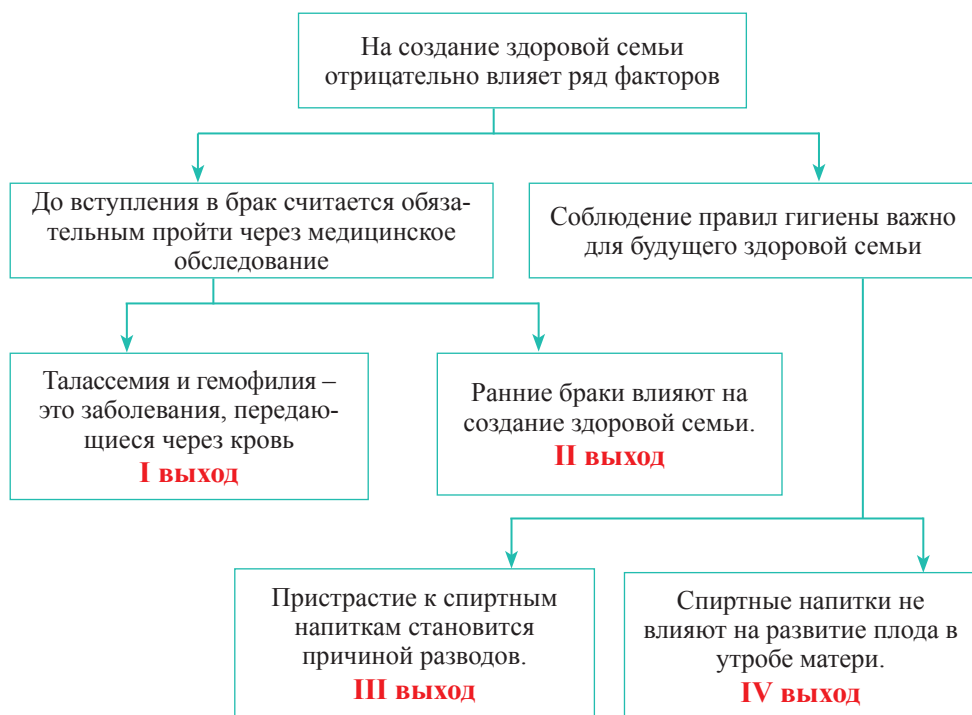 На создание здоровой семьи
отрицательно влияет ряд факторов
До вступления в брак считается обяза-
тельным пройти через медицинское
обследование
Соблюдение правил гигиены важно
для будущего здоровой семьи
Талассемия и гемофилия –
это заболевания, передаю-
щиеся через кровь
I выход
Ранние браки влияют на
создание здоровой семьи.
II выход
Пристрастие к спиртным
напиткам становится
причиной разводов.
III выход
Спиртные напитки не
влияют на развитие плода в
утробе матери.
IV выход